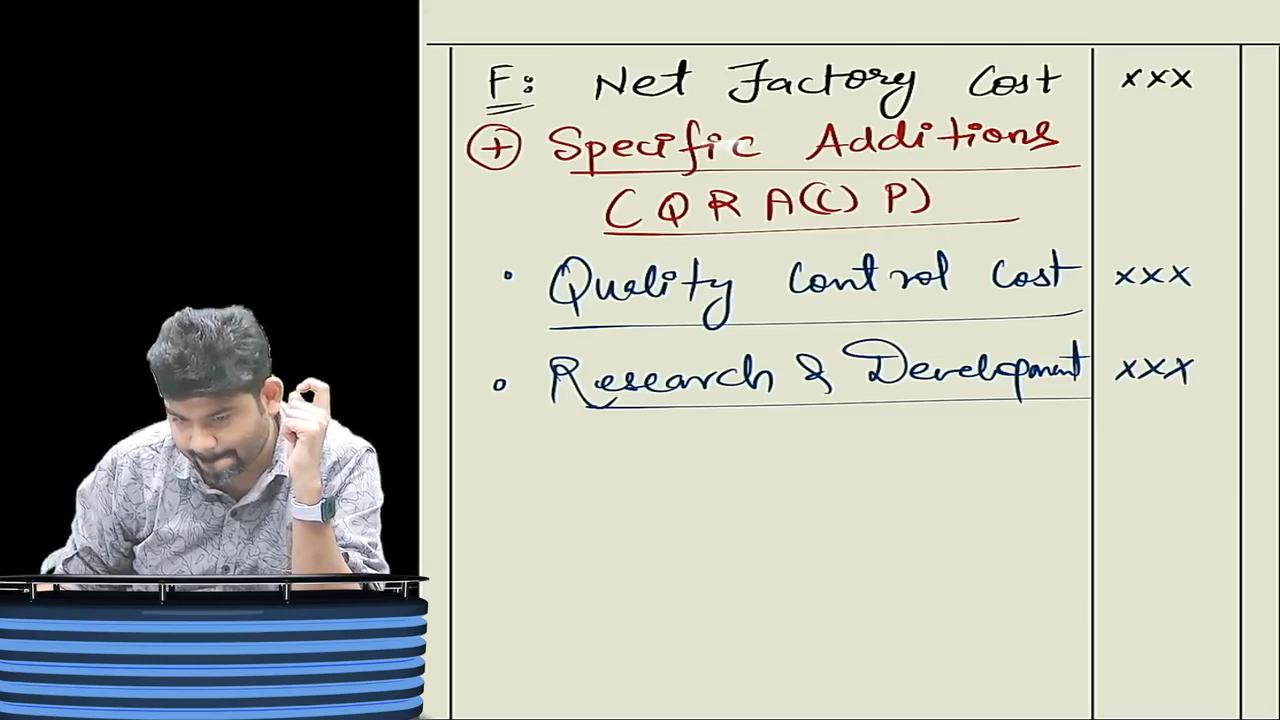 F: Net Factory Cost xxx
+ Specific Additions
(Q R A(C) P)
• Quality Control Cost xxx
• Research & Development xxx